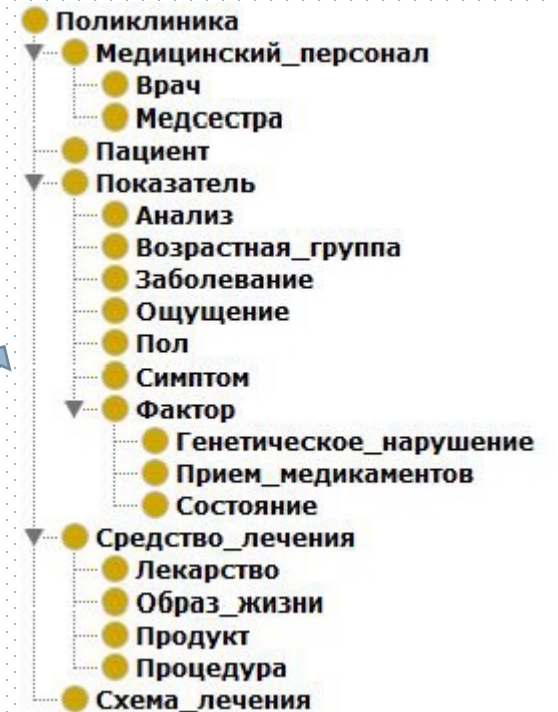 Поликлиника
Медицинский_персонал
Врач
Медсестра
Пациент
Показатель
Анализ
Возрастная_группа
Заболевание
Ощущение
Пол
Симптом
Фактор
Генетическое_нарушение
Прием_медикаментов
Состояние
Средство_лечения
Лекарство
Образ_жизни
Продукт
Процедура
Схема_лечения